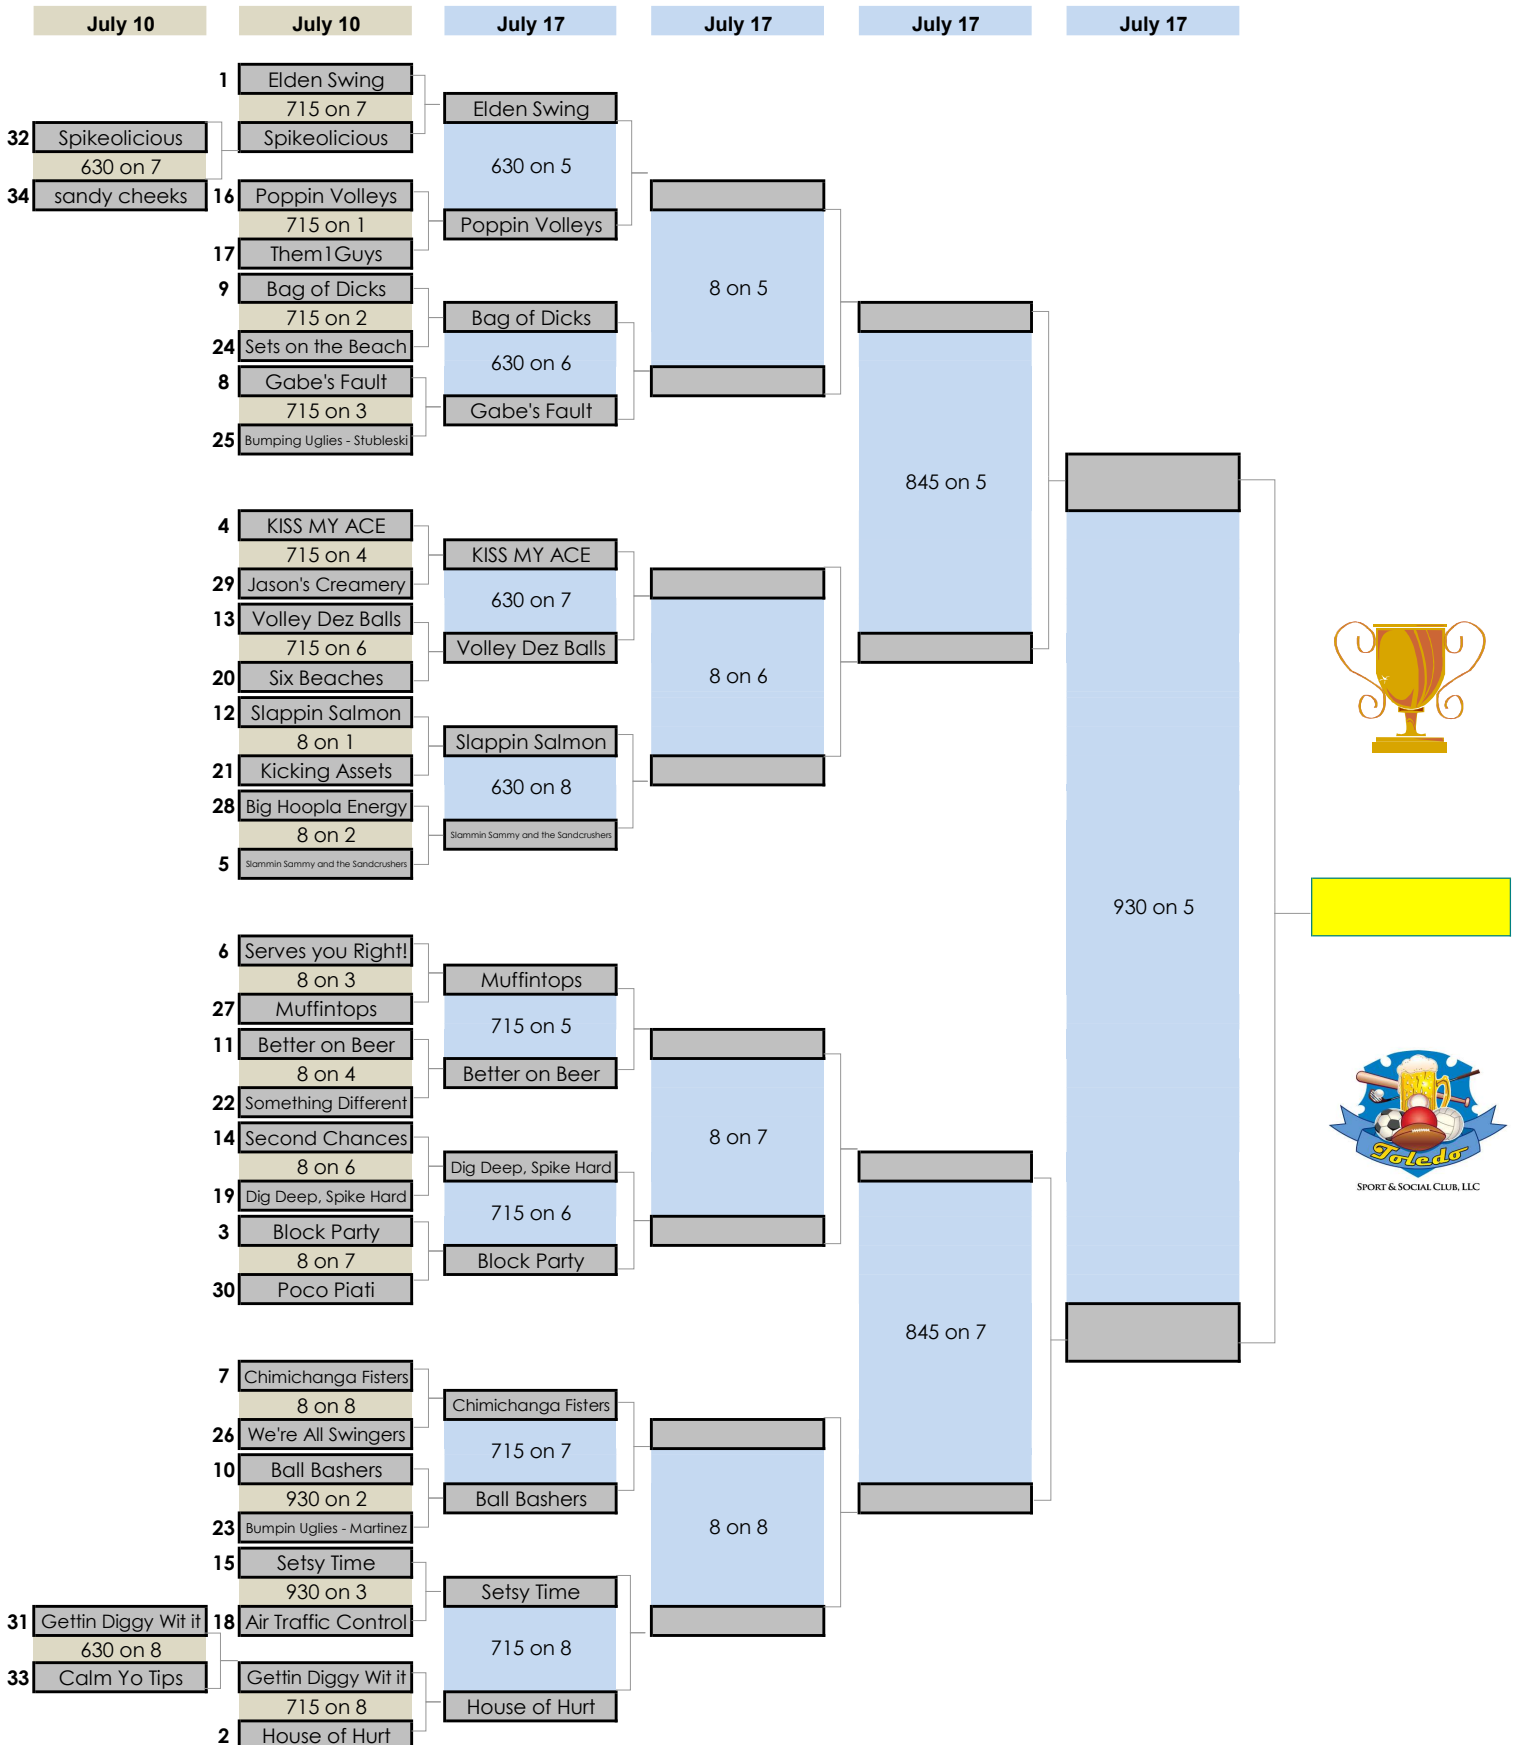 July 10
July 10
July 17
July 17
July 17
July 17
1 Elden Swing
715 on 7
Spikeolicious
32 Spikeolicious
630 on 7
34 sandy cheeks
16 Poppin Volleys
715 on 1
17 Them1Guys
9 Bag of Dicks
715 on 2
24 Sets on the Beach
8 Gabe's Fault
715 on 3
25 Bumping Uglies - Stubleski
4 KISS MY ACE
715 on 4
29 Jason's Creamery
13 Volley Dez Balls
715 on 6
20 Six Beaches
12 Slappin Salmon
8 on 1
21 Kicking Assets
28 Big Hoopla Energy
8 on 2
5 Slammin Sammy and the Sandcrushers
6 Serves you Right!
8 on 3
27 Muffintops
11 Better on Beer
8 on 4
22 Something Different
14 Second Chances
8 on 6
19 Dig Deep, Spike Hard
3 Block Party
8 on 7
30 Poco Piati
7 Chimichanga Fisters
8 on 8
26 We're All Swingers
10 Ball Bashers
930 on 2
23 Bumpin Uglies - Martinez
15 Setsy Time
930 on 3
18 Air Traffic Control
31 Gettin Diggy Wit it
630 on 8
33 Calm Yo Tips
Gettin Diggy Wit it
715 on 8
2 House of Hurt
Elden Swing
630 on 5
Poppin Volleys
Bag of Dicks
630 on 6
Gabe's Fault
KISS MY ACE
630 on 7
Volley Dez Balls
Slappin Salmon
630 on 8
Slammin Sammy and the Sandcrushers
Muffintops
715 on 5
Better on Beer
Dig Deep, Spike Hard
715 on 6
Block Party
Chimichanga Fisters
715 on 7
Ball Bashers
Setsy Time
715 on 8
House of Hurt
8 on 5
8 on 6
8 on 7
8 on 8
845 on 5
845 on 7
930 on 5
Toledo
SPORT & SOCIAL CLUB, LLC